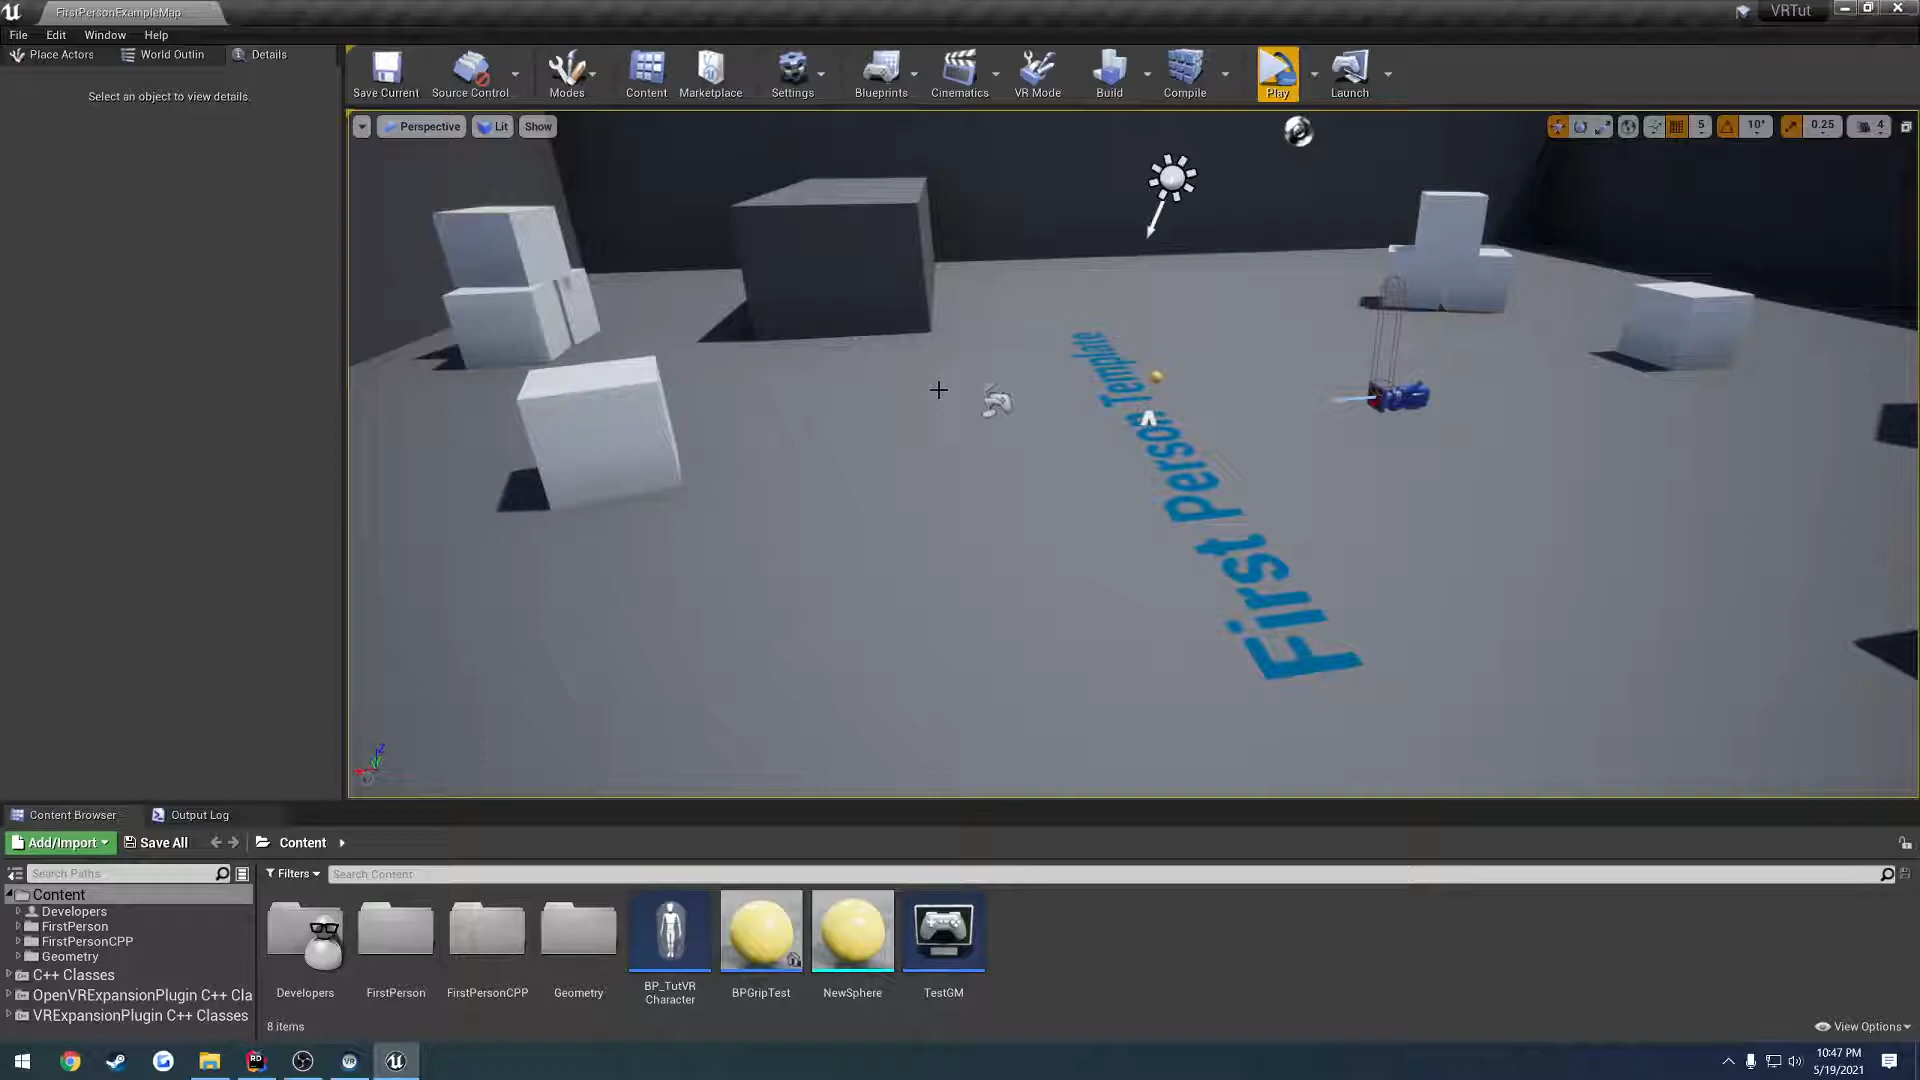 FirstPersonExampleMap
VRTut
File Edit Window Help
Place Actors World Outlin Details
Select an object to view details.
Save Current Source Control Modes Content Marketplace Settings Blueprints Cinematics VR Mode Build Compile Play Launch
Perspective Lit Show
5 10° 0.25 4
First Person Template
Content Browser Output Log
Add/Import Save All Content
Search Paths Filters Search Content
Content
Developers
FirstPerson
FirstPersonCPP
Geometry
C++ Classes
OpenVRExpansionPlugin C++ Cla
VRExpansionPlugin C++ Classes
Developers FirstPerson FirstPersonCPP Geometry BP_TutVR BPGripTest NewSphere TestGM
Character
8 items
View Options
RD VR
10:47 PM
5/19/2021